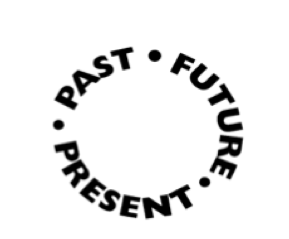 PAST • FUTURE • PRESENT •